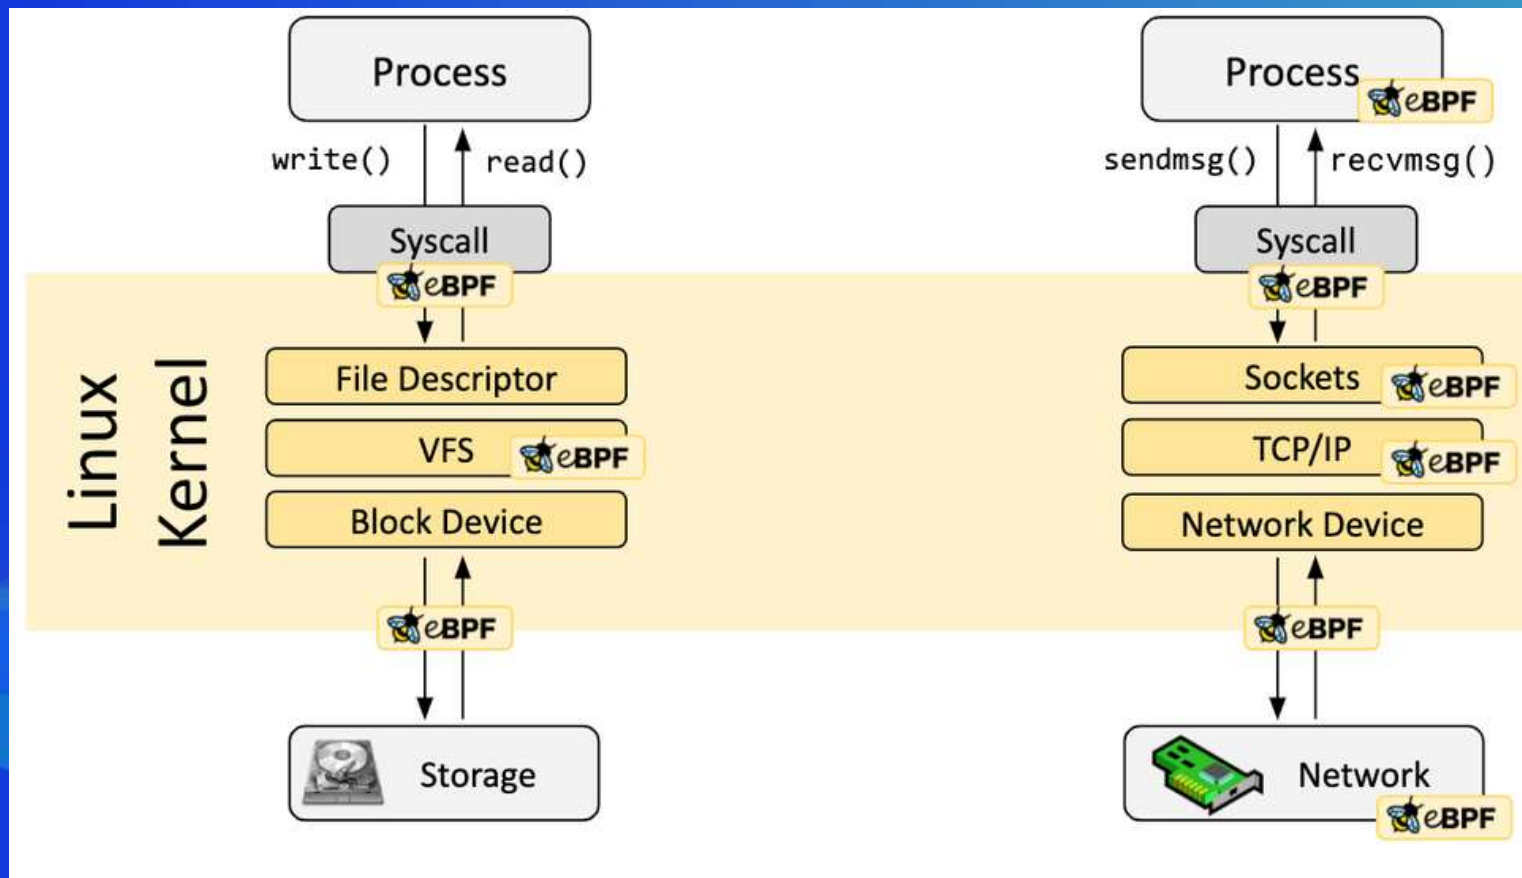 Process
write()
read()
Syscall
eBPF
Linux
Kernel
File Descriptor
VFS
eBPF
Block Device
eBPF
Storage
Process
eBPF
sendmsg()
recvmsg()
Syscall
eBPF
Sockets
eBPF
TCP/IP
eBPF
Network Device
eBPF
Network
eBPF